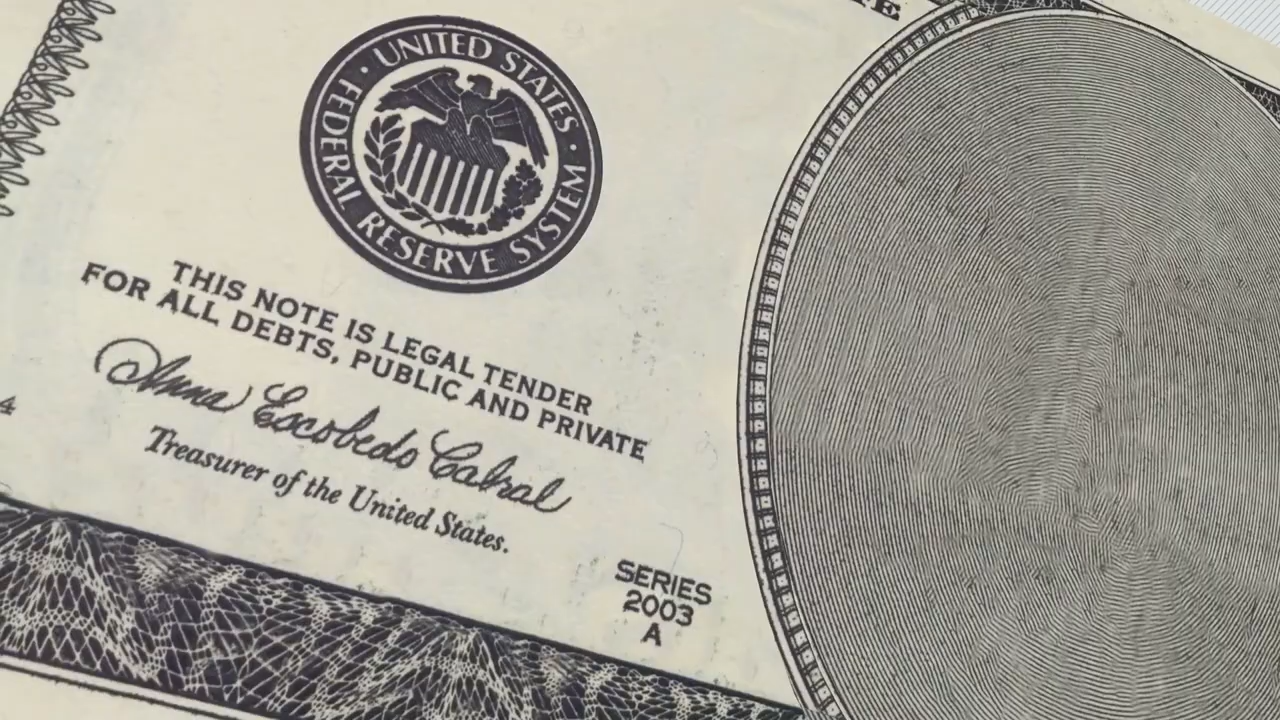 UNITED STATES
FEDERAL RESERVE SYSTEM
THIS NOTE IS LEGAL TENDER
FOR ALL DEBTS, PUBLIC AND PRIVATE
Anna Escobedo Cabral
4
Treasurer of the United States.
SERIES
2003
A